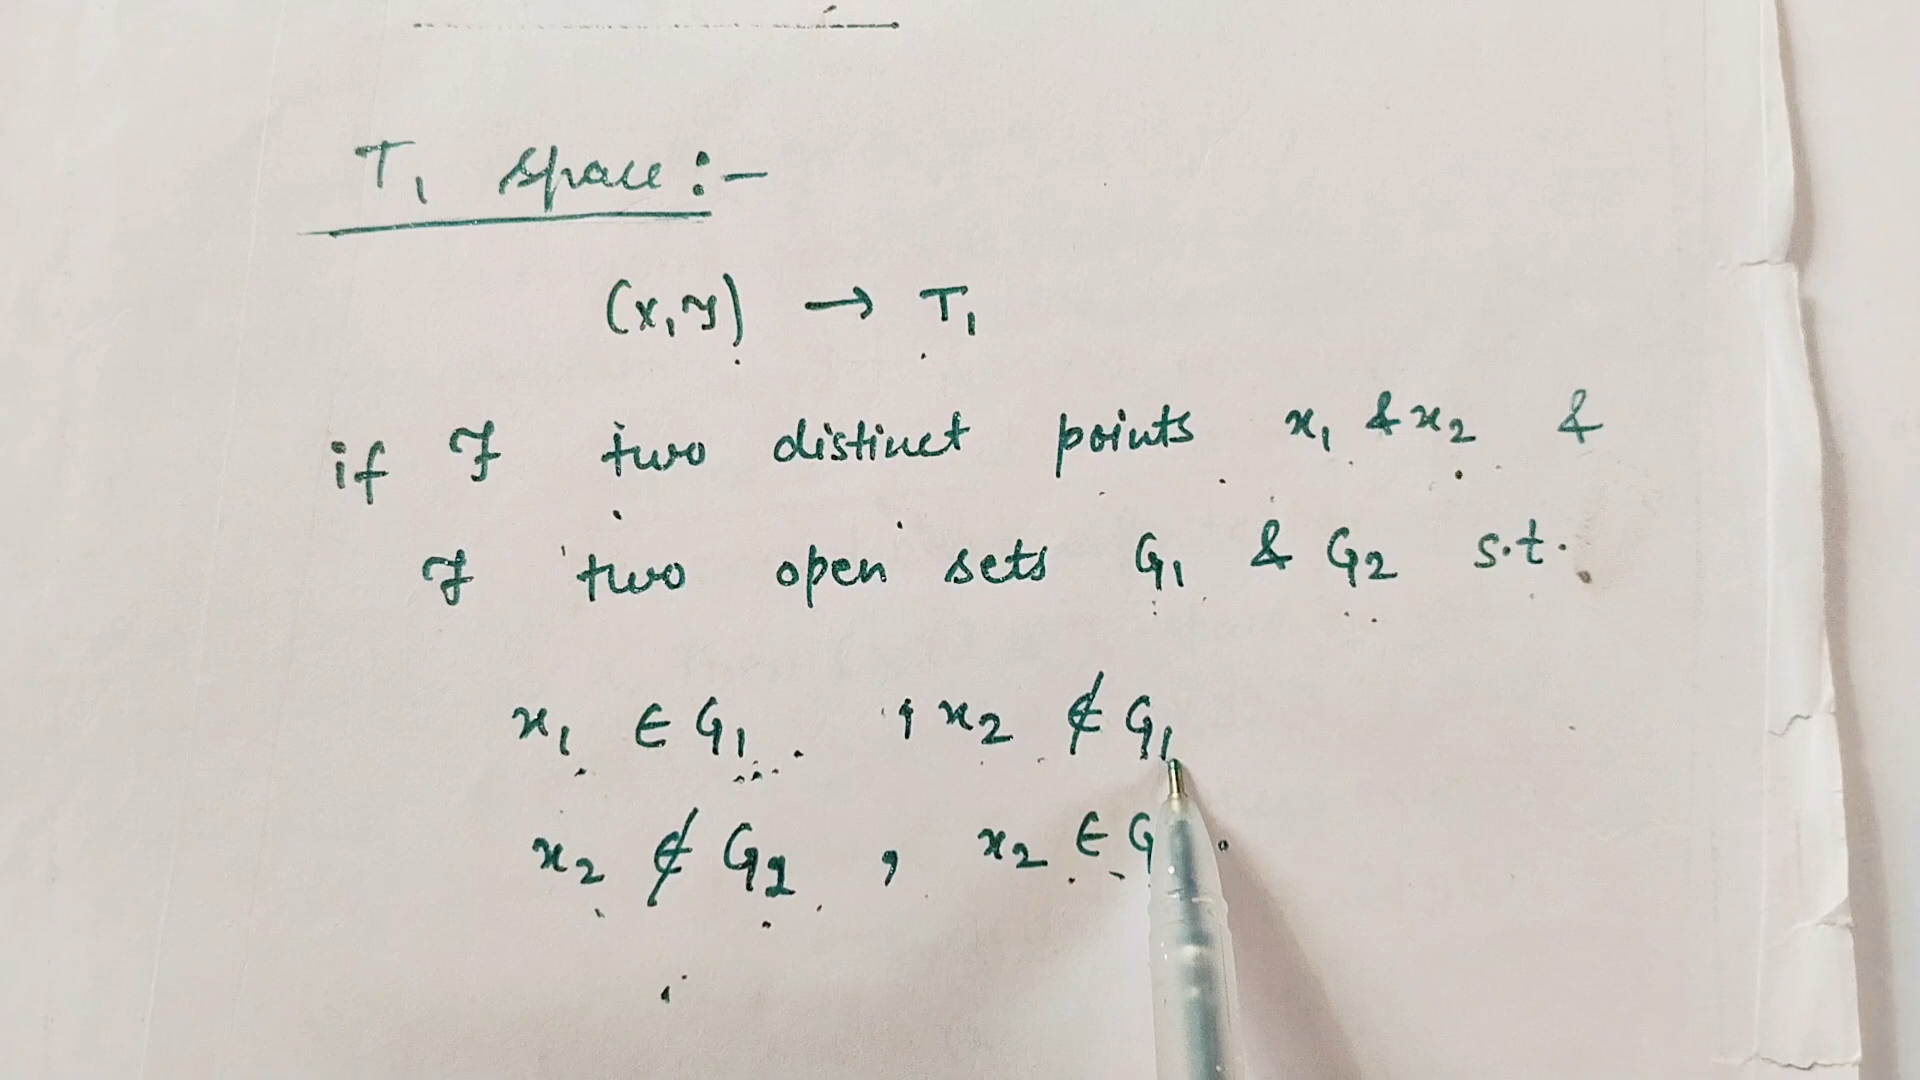 T₁ space:-
(X, ℑ) → T₁
if ∃ two distinct points x₁ & x₂ &
∃ two open sets G₁ & G₂ s.t.
x₁ ∈ G₁ , x₂ ∉ G₁
x₂ ∉ G₂ , x₂ ∈ G